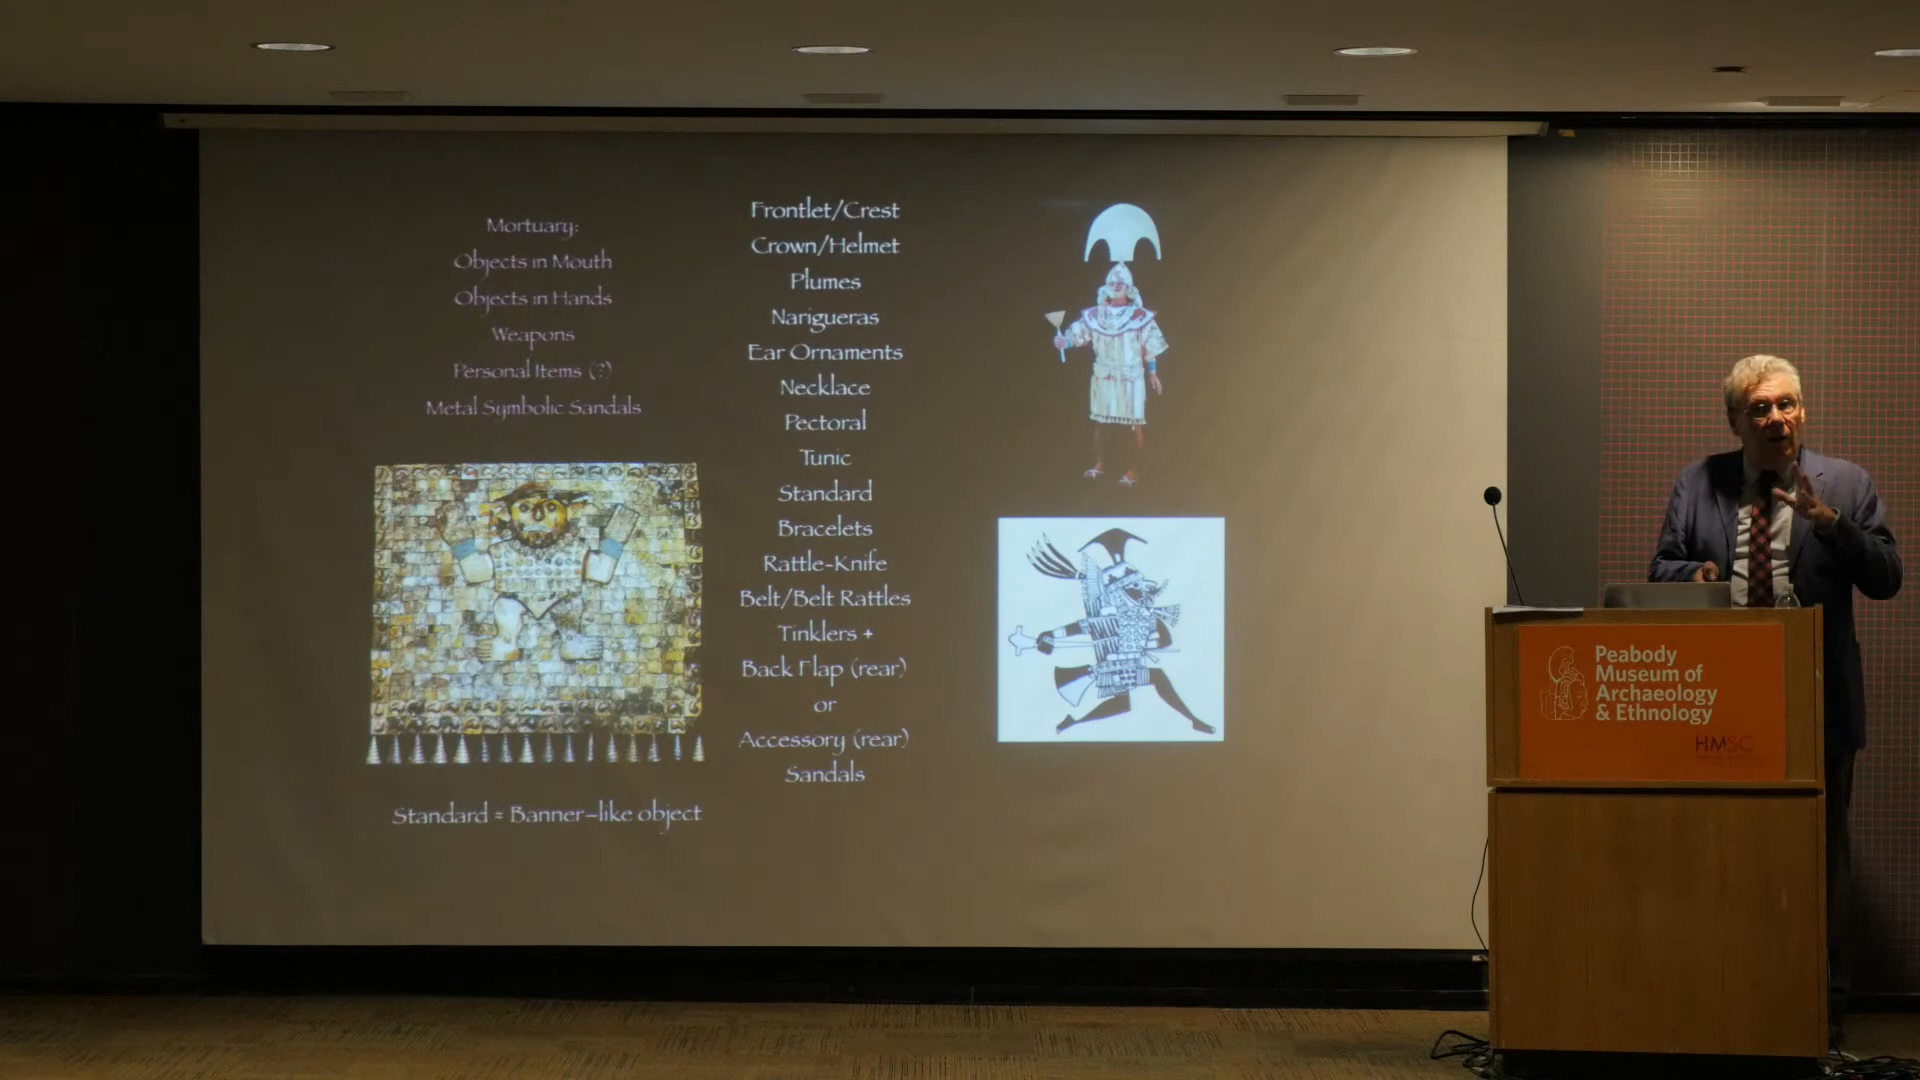 Mortuary:
Objects in Mouth
Objects in Hands
Weapons
Personal Items (?)
Metal Symbolic Sandals
Standard = Banner-like object
Frontlet/Crest
Crown/Helmet
Plumes
Narigueras
Ear Ornaments
Necklace
Pectoral
Tunic
Standard
Bracelets
Rattle-Knife
Belt/Belt Rattles
Tinklers +
Back Flap (rear)
or
Accessory (rear)
Sandals
Peabody
Museum of
Archaeology
& Ethnology
HMSC